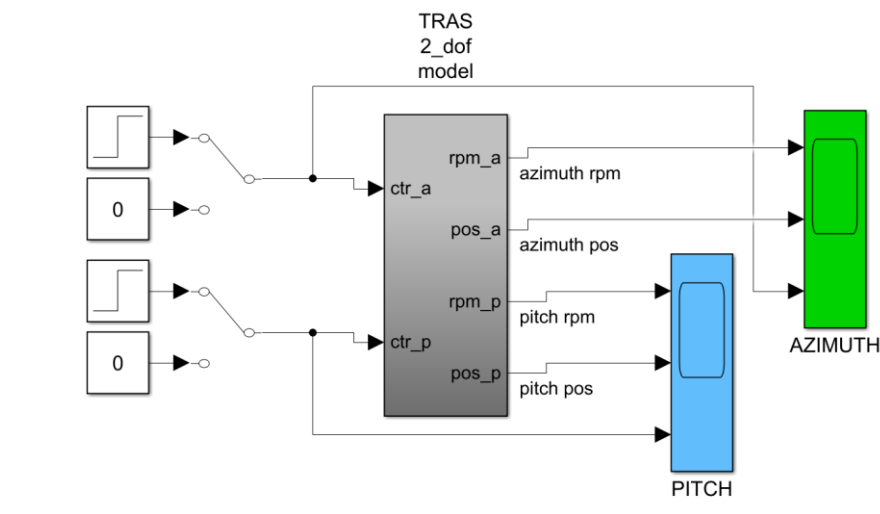 TRAS
2_dof
model
rpm_a
azimuth rpm
ctr_a
0
pos_a
azimuth pos
rpm_p
pitch rpm
ctr_p
AZIMUTH
0
pos_p
pitch pos
PITCH